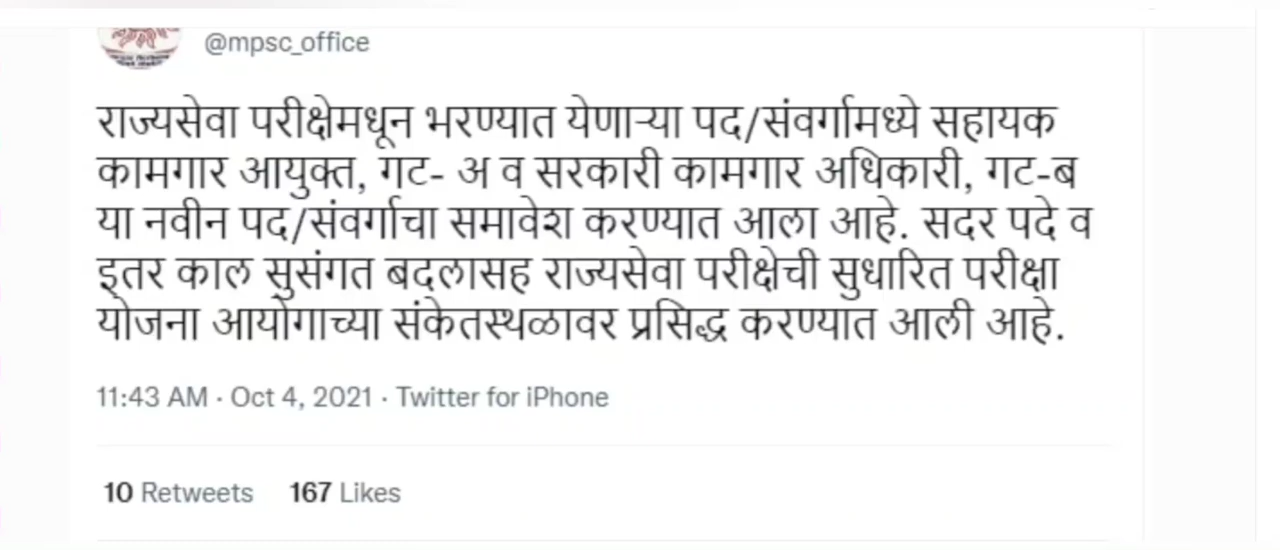 @mpsc_office
राज्यसेवा परीक्षेमधून भरण्यात येणाऱ्या पद/संवर्गामध्ये सहायक
कामगार आयुक्त, गट- अ व सरकारी कामगार अधिकारी, गट-ब
या नवीन पद/संवर्गाचा समावेश करण्यात आला आहे. सदर पदे व
इतर काल सुसंगत बदलासह राज्यसेवा परीक्षेची सुधारित परीक्षा
योजना आयोगाच्या संकेतस्थळावर प्रसिद्ध करण्यात आली आहे.
11:43 AM · Oct 4, 2021 · Twitter for iPhone
10 Retweets 167 Likes